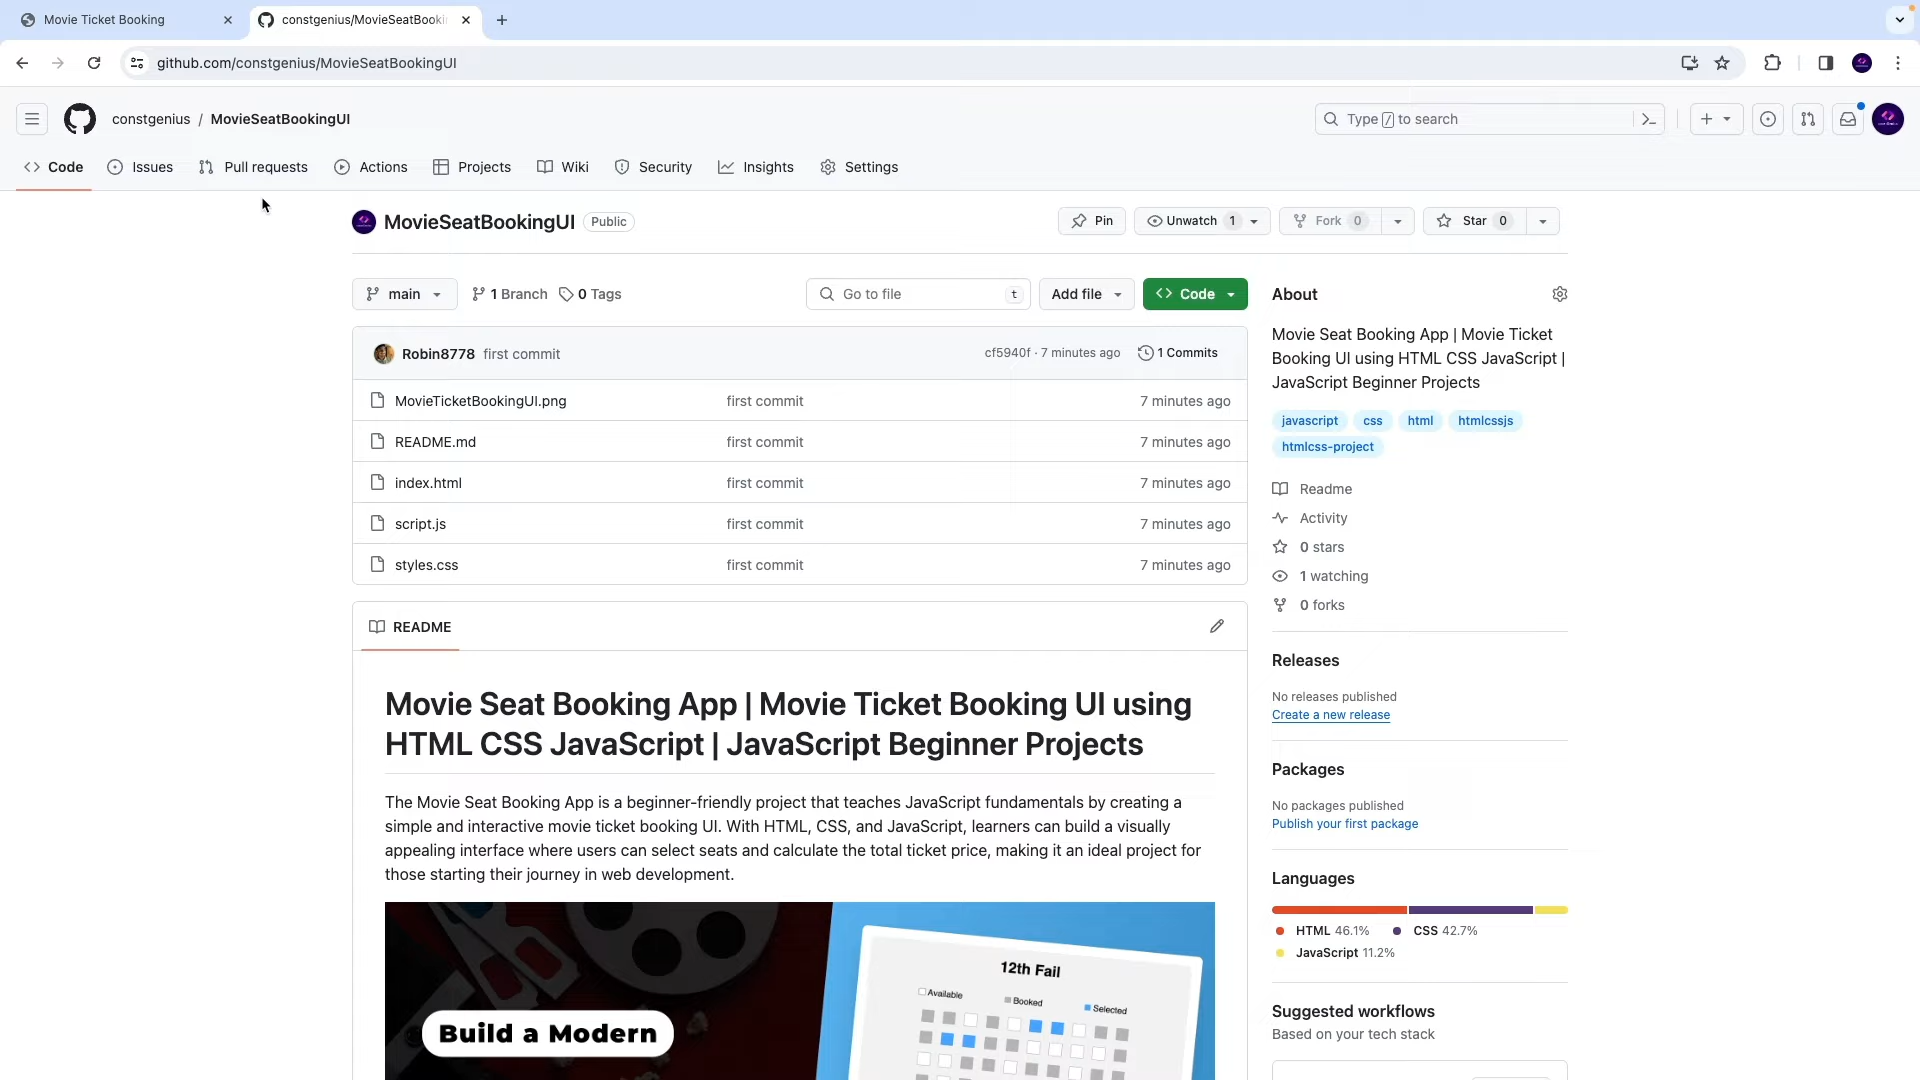 Movie Ticket Booking
constgenius/MovieSeatBooki
github.com/constgenius/MovieSeatBookingUI
constgenius / MovieSeatBookingUI
Type / to search
Code
Issues
Pull requests
Actions
Projects
Wiki
Security
Insights
Settings
MovieSeatBookingUI
Public
Pin
Unwatch 1
Fork 0
Star 0
main
1 Branch
0 Tags
Go to file
t
Add file
Code
Robin8778 first commit
cf5940f · 7 minutes ago
1 Commits
MovieTicketBookingUI.png first commit 7 minutes ago
README.md first commit 7 minutes ago
index.html first commit 7 minutes ago
script.js first commit 7 minutes ago
styles.css first commit 7 minutes ago
README
Movie Seat Booking App | Movie Ticket Booking UI using
HTML CSS JavaScript | JavaScript Beginner Projects
The Movie Seat Booking App is a beginner-friendly project that teaches JavaScript fundamentals by creating a
simple and interactive movie ticket booking UI. With HTML, CSS, and JavaScript, learners can build a visually
appealing interface where users can select seats and calculate the total ticket price, making it an ideal project for
those starting their journey in web development.
Build a Modern
12th Fail
Available
Booked
Selected
About
Movie Seat Booking App | Movie Ticket
Booking UI using HTML CSS JavaScript |
JavaScript Beginner Projects
javascript css html htmlcssjs
htmlcss-project
Readme
Activity
0 stars
1 watching
0 forks
Releases
No releases published
Create a new release
Packages
No packages published
Publish your first package
Languages
HTML 46.1% CSS 42.7%
JavaScript 11.2%
Suggested workflows
Based on your tech stack